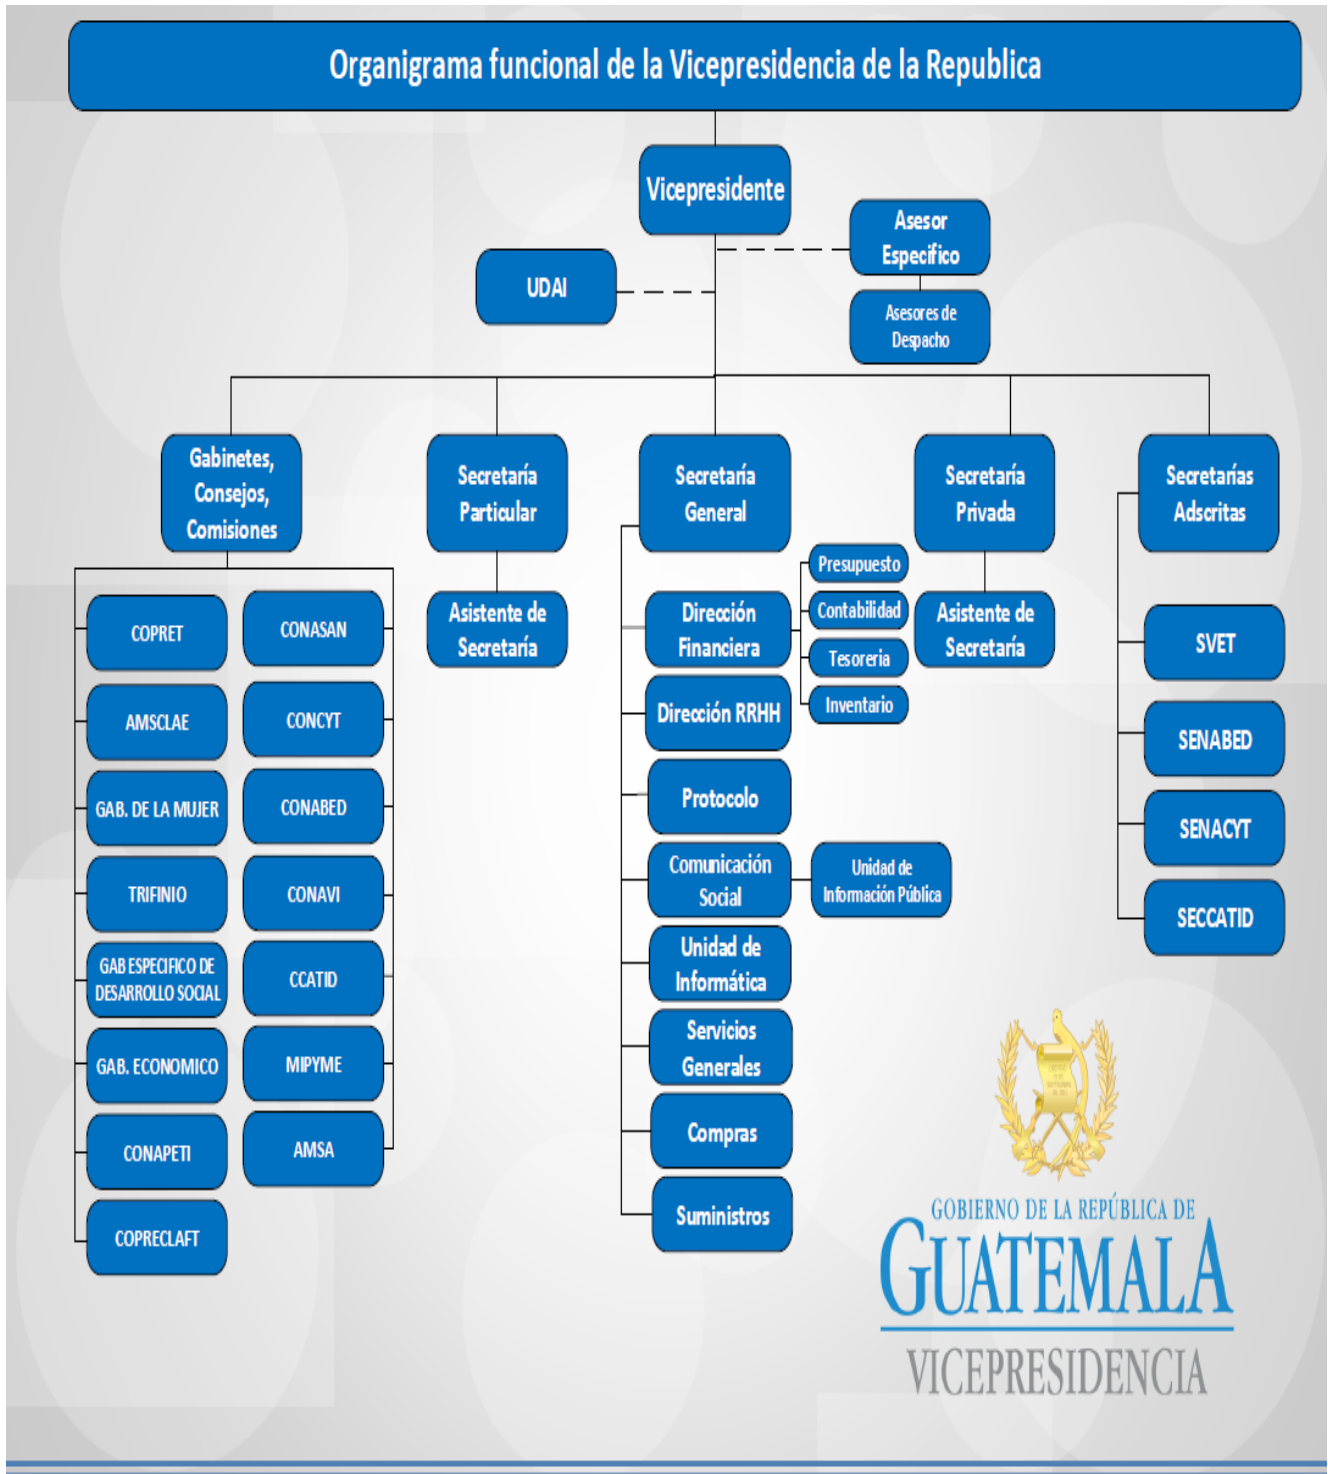 Organigrama funcional de la Vicepresidencia de la Republica
Vicepresidente
Asesor
Especifico
UDAI
Asesores de
Despacho
Gabinetes,
Consejos,
Comisiones
Secretaría
Particular
Secretaría
General
Secretaría
Privada
Secretarías
Adscritas
COPRET
AMSCLAE
GAB. DE LA MUJER
TRIFINIO
GAB ESPECIFICO DE
DESARROLLO SOCIAL
GAB. ECONOMICO
CONAPETI
COPRECLAFT
CONASAN
CONCYT
CONABED
CONAVI
CCATID
MIPYME
AMSA
Asistente de
Secretaría
Dirección
Financiera
Presupuesto
Contabilidad
Tesoreria
Inventario
Dirección RRHH
Protocolo
Comunicación
Social
Unidad de
Información Pública
Unidad de
Informática
Servicios
Generales
Compras
Suministros
Asistente de
Secretaría
SVET
SENABED
SENACYT
SECCATID
GOBIERNO DE LA REPÚBLICA DE
GUATEMALA
VICEPRESIDENCIA